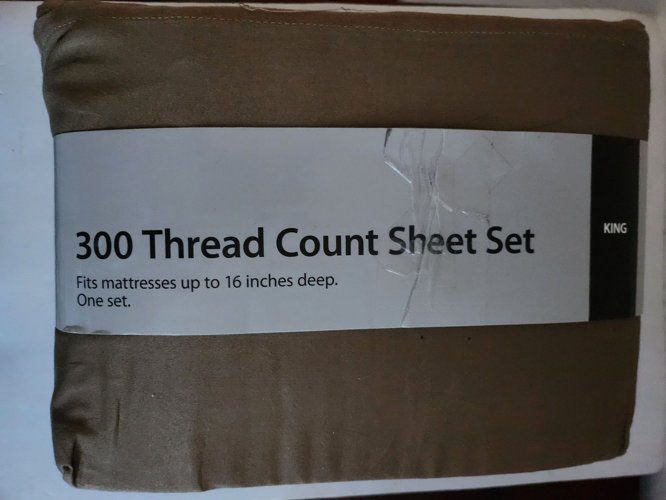 300 Thread Count Sheet Set
Fits mattresses up to 16 inches deep.
One set.
KING